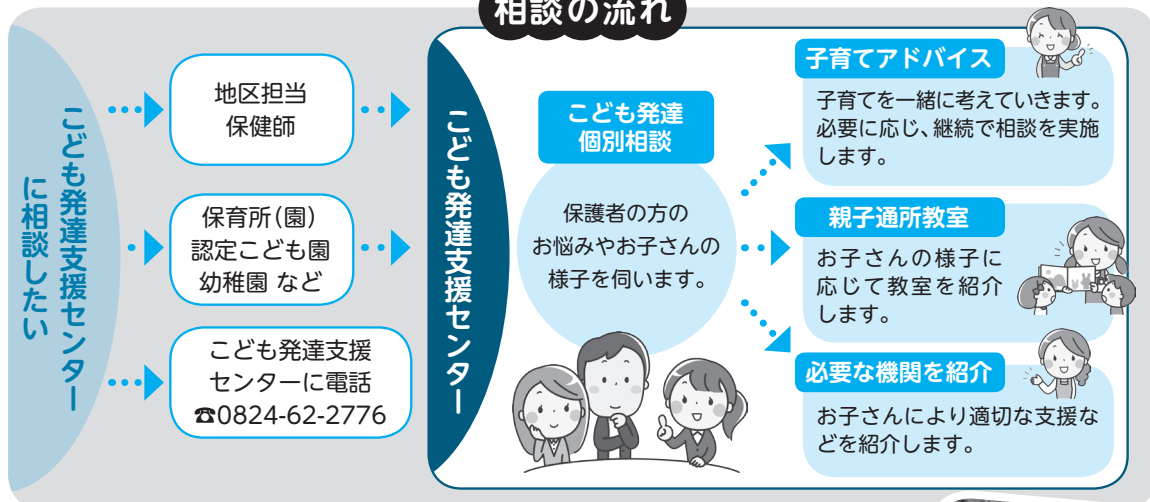 相談の流れ
こども発達支援センター
に相談したい
地区担当
保健師
保育所(園)
認定こども園
幼稚園 など
こども発達支援
センターに電話
☎0824-62-2776
こども発達支援センター
こども発達
個別相談
保護者の方の
お悩みやお子さんの
様子を伺います。
子育てアドバイス
子育てを一緒に考えていきます。
必要に応じ、継続で相談を実施
します。
親子通所教室
お子さんの様子に
応じて教室を紹介
します。
必要な機関を紹介
お子さんにより適切な支援な
どを紹介します。